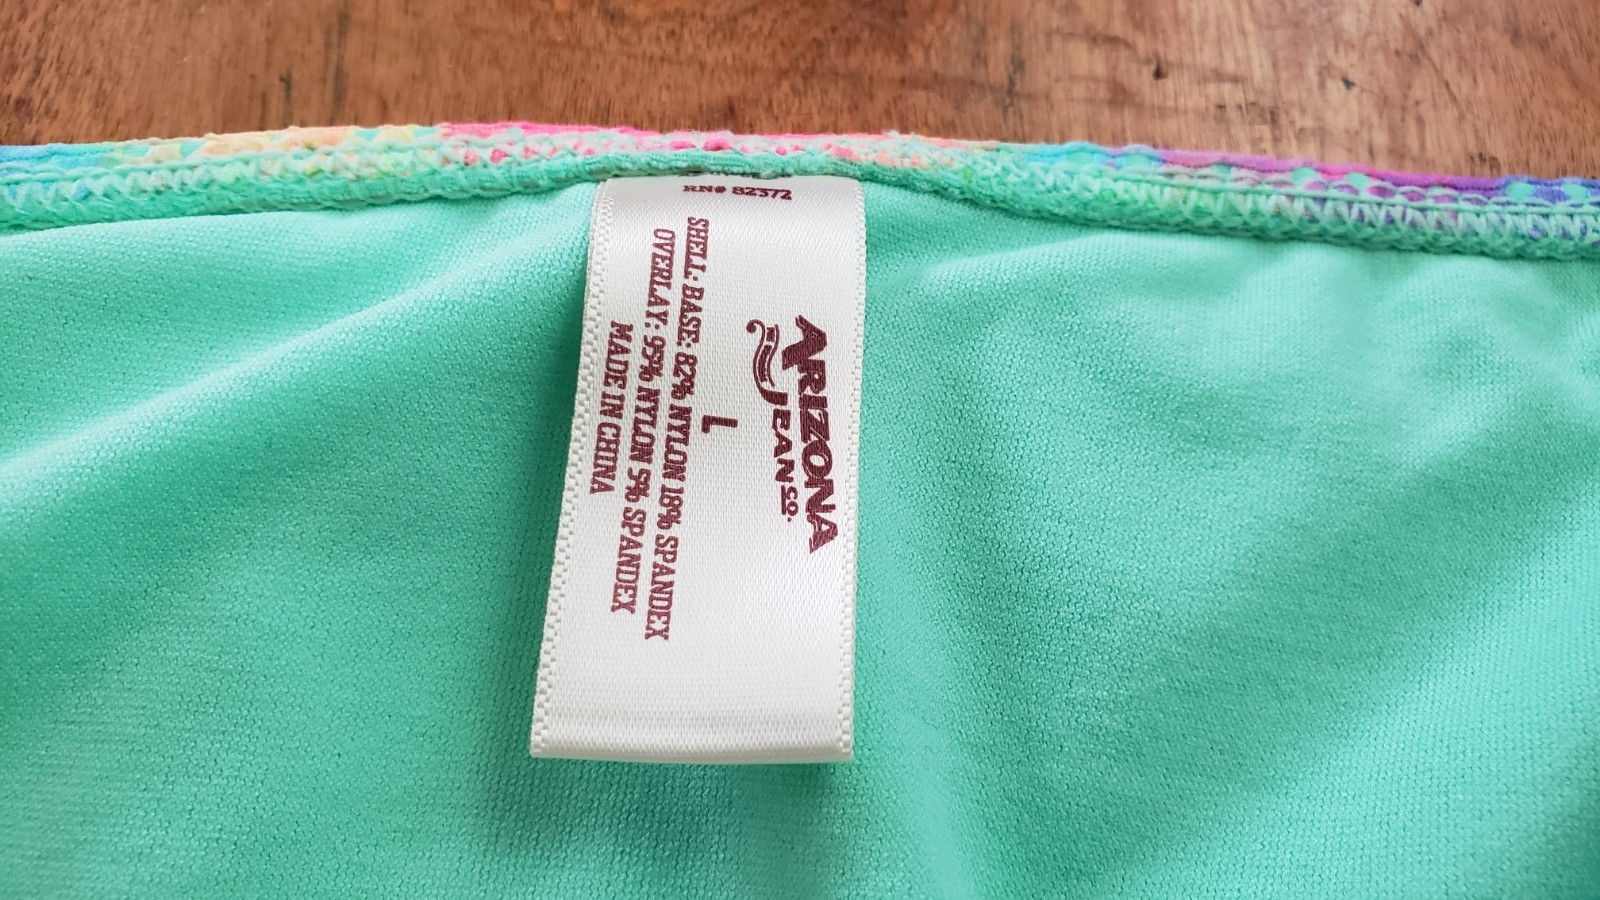 RN# 82372
ARIZONA
JEAN CO.
L
SHELL: BASE: 82% NYLON 18% SPANDEX
OVERLAY: 95% NYLON 5% SPANDEX
MADE IN CHINA